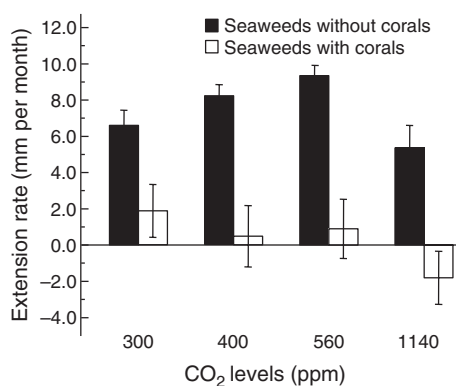 12.0
10.0
8.0
6.0
4.0
2.0
0.0
−2.0
−4.0
Extension rate (mm per month)
Seaweeds without corals
Seaweeds with corals
300 400 560 1140
CO₂ levels (ppm)